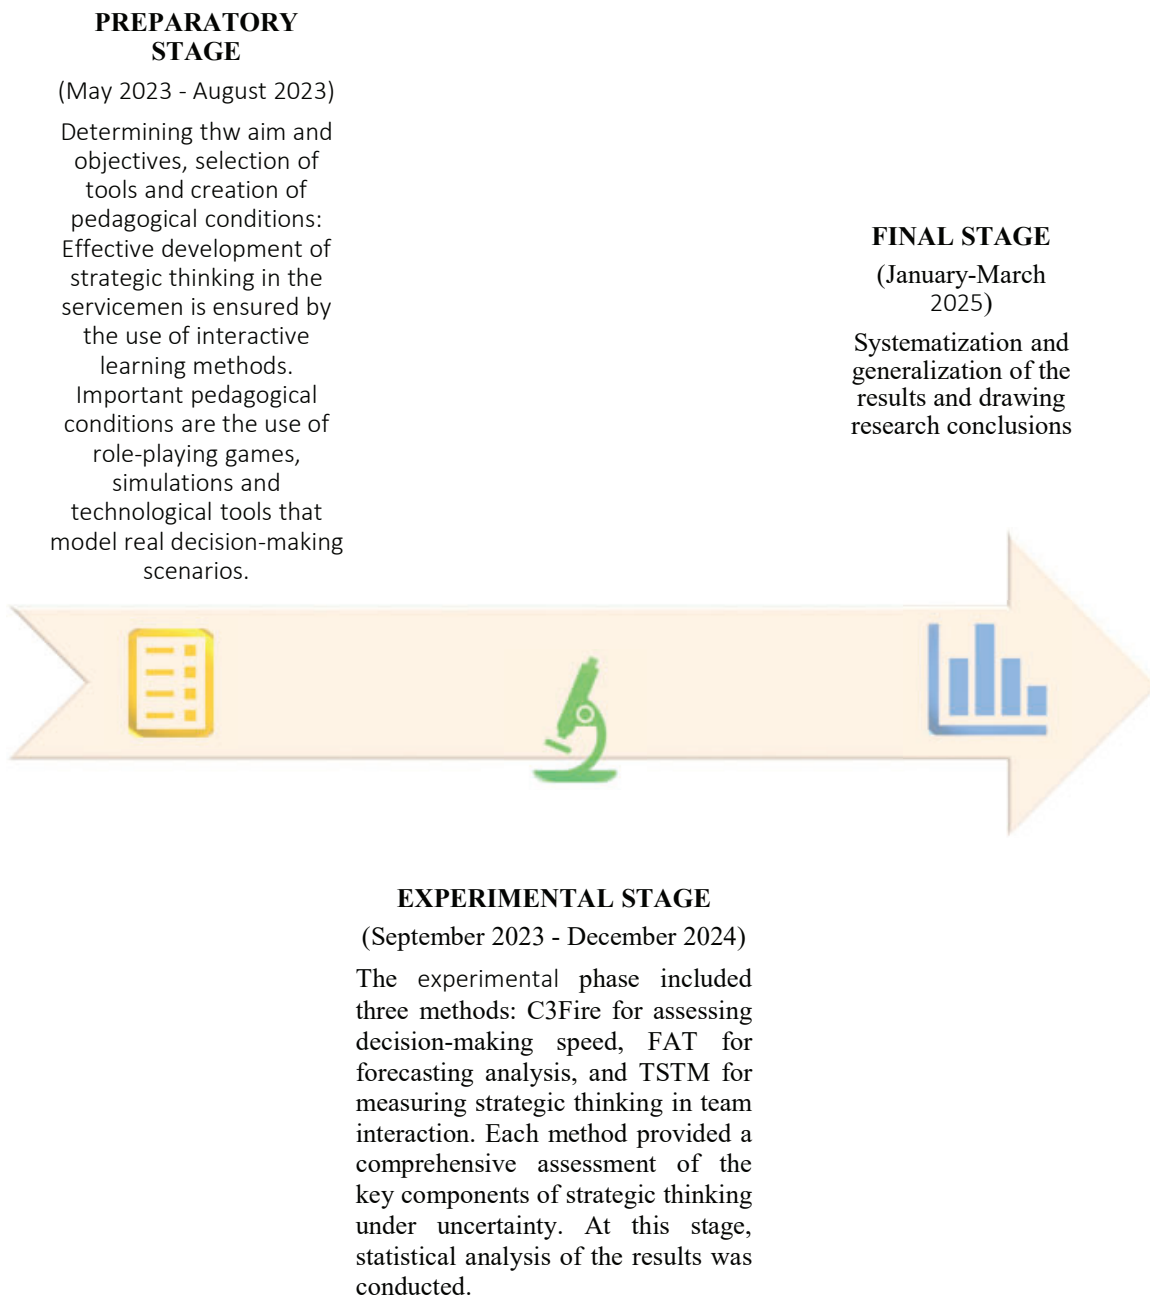 PREPARATORY
STAGE
(May 2023 - August 2023)
Determining thw aim and
objectives, selection of
tools and creation of
pedagogical conditions:
Effective development of
strategic thinking in the
servicemen is ensured by
the use of interactive
learning methods.
Important pedagogical
conditions are the use of
role-playing games,
simulations and
technological tools that
model real decision-making
scenarios.
FINAL STAGE
(January-March
2025)
Systematization and
generalization of the
results and drawing
research conclusions
EXPERIMENTAL STAGE
(September 2023 - December 2024)
The experimental phase included
three methods: C3Fire for assessing
decision-making speed, FAT for
forecasting analysis, and TSTM for
measuring strategic thinking in team
interaction. Each method provided a
comprehensive assessment of the
key components of strategic thinking
under uncertainty. At this stage,
statistical analysis of the results was
conducted.